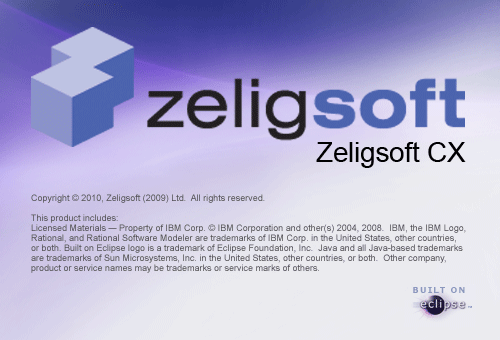 zeligsoft
Zeligsoft CX
Copyright © 2010, Zeligsoft (2009) Ltd.  All rights reserved.
This product includes:
Licensed Materials — Property of IBM Corp. © IBM Corporation and other(s) 2004, 2008.  IBM, the IBM Logo,
Rational, and Rational Software Modeler are trademarks of IBM Corp. in the United States, other countries,
or both. Built on Eclipse logo is a trademark of Eclipse Foundation, Inc.  Java and all Java-based trademarks
are trademarks of Sun Microsystems, Inc. in the United States, other countries, or both.  Other company,
product or service names may be trademarks or service marks of others.
BUILT ON
eclipse™